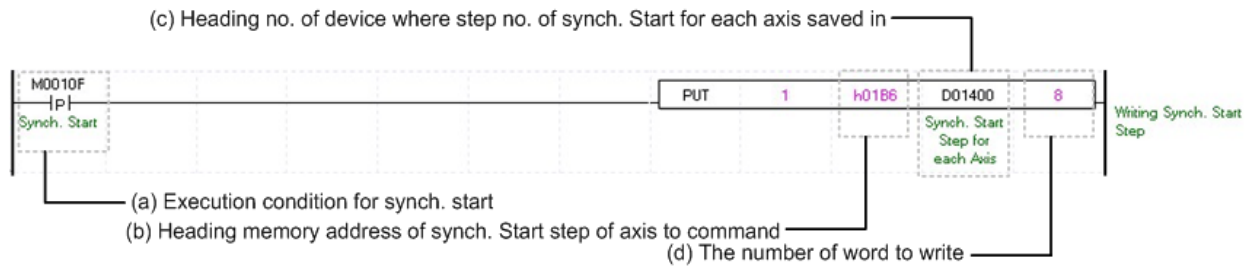 (c) Heading no. of device where step no. of synch. Start for each axis saved in
M0010F
P
Synch. Start
PUT 1 h01B6 D01400 8
Synch. Start
Step for
each Axis
Writing Synch. Start
Step
(a) Execution condition for synch. start
(b) Heading memory address of synch. Start step of axis to command
(d) The number of word to write